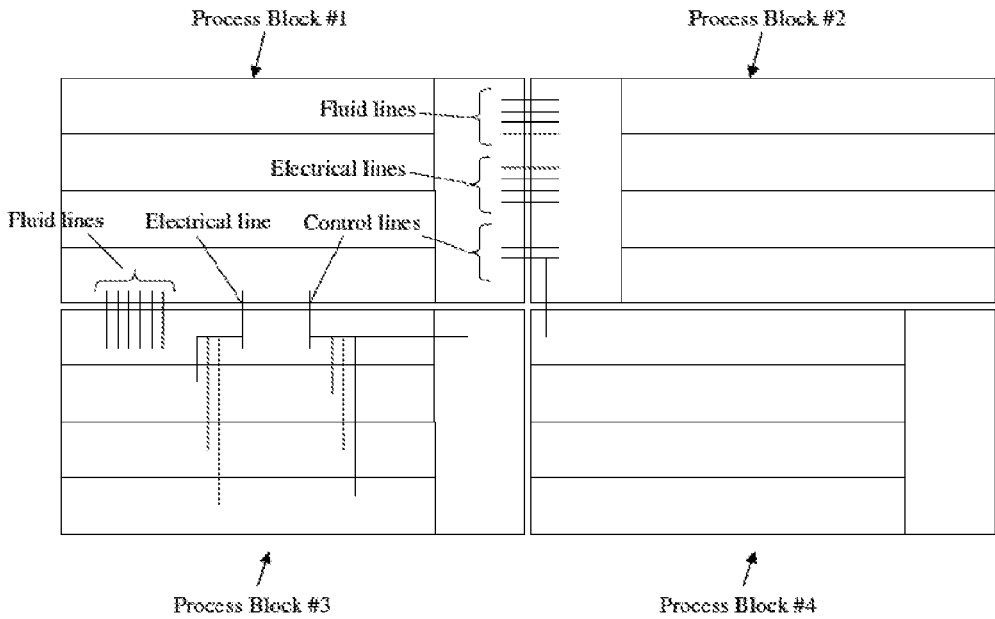 Process Block #1
Process Block #2
Fluid lines
Electrical lines
Fluid lines
Electrical line
Control lines
Process Block #3
Process Block #4